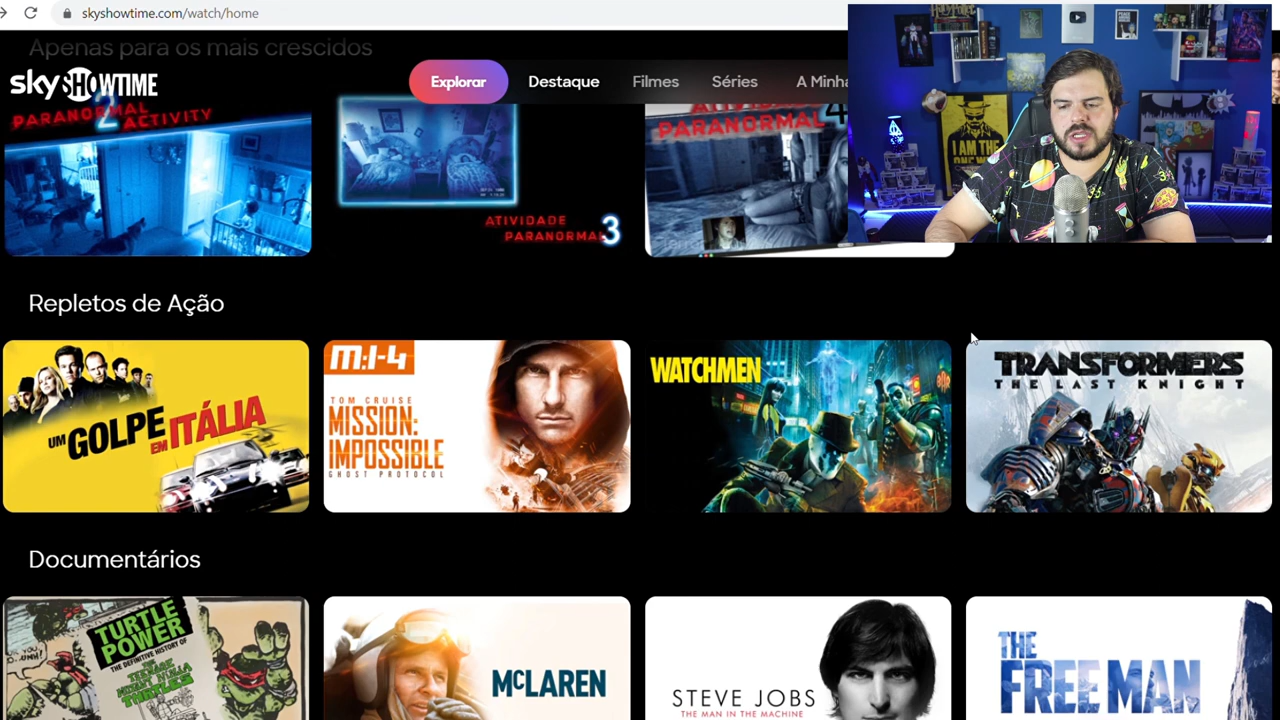 skyshowtime.com/watch/home
Apenas para os mais crescidos
sky SHOWTIME
Explorar
Destaque
Filmes
Séries
A Minha
2
PARANORMAL
ACTIVITY
ATIVIDADE
PARANORMAL 3
PARANORMAL 4
I AM THE
Repletos de Ação
UM GOLPE EM ITÁLIA
M:I-4
TOM CRUISE
MISSION:
IMPOSSIBLE
GHOST PROTOCOL
WATCHMEN
TRANSFORMERS
THE LAST KNIGHT
Documentários
TURTLE
POWER
THE DEFINITIVE HISTORY OF
THE
TEENAGE
MUTANT NINJA
TURTLES
MCLAREN
STEVE JOBS
THE MAN IN THE MACHINE
THE
FREE MAN